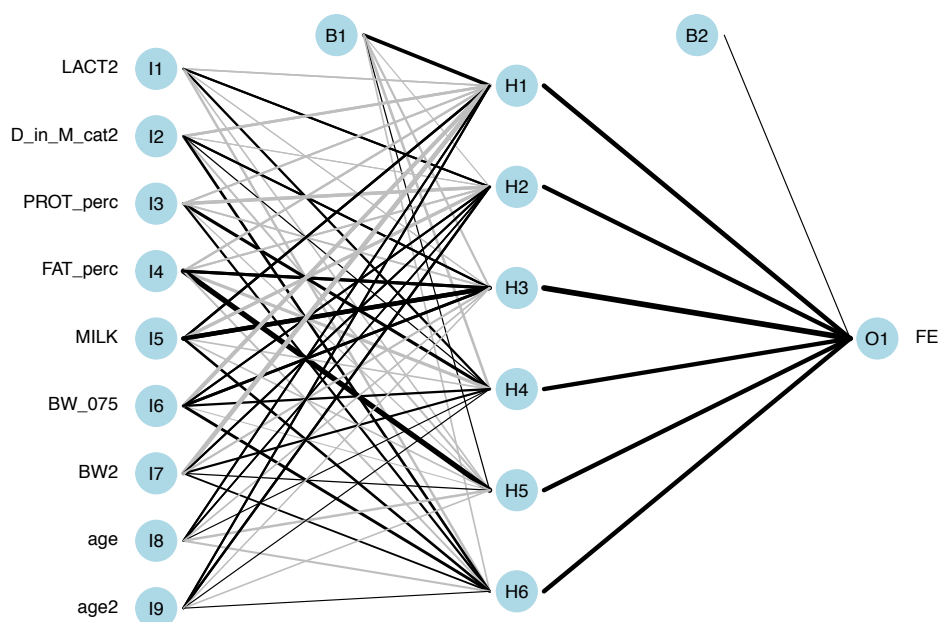 B1
B2
LACT2 I1
H1
D_in_M_cat2 I2
H2
PROT_perc I3
FAT_perc I4
H3
MILK I5
O1 FE
H4
BW_075 I6
BW2 I7
H5
age I8
H6
age2 I9